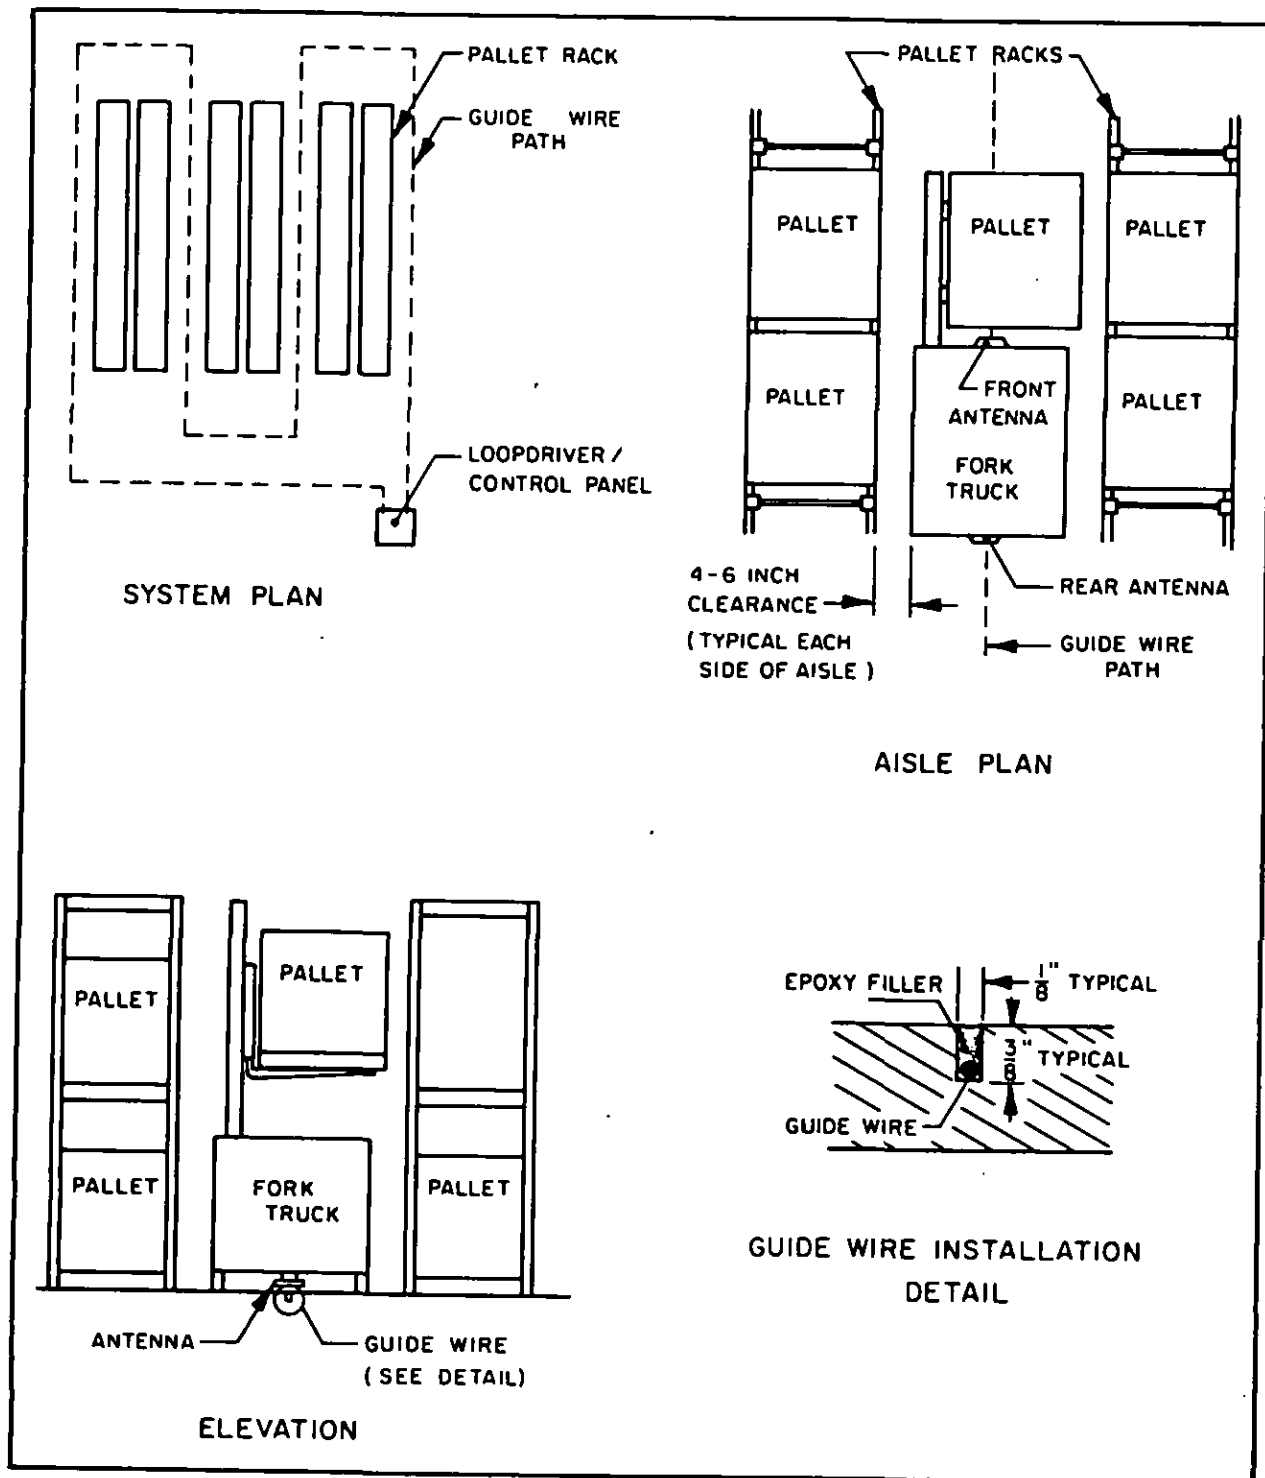 PALLET RACK
GUIDE WIRE
PATH
LOOPDRIVER /
CONTROL PANEL
SYSTEM PLAN
PALLET RACKS
PALLET
PALLET
PALLET
PALLET
FRONT
ANTENNA
PALLET
FORK
TRUCK
4-6 INCH
CLEARANCE
(TYPICAL EACH
SIDE OF AISLE)
REAR ANTENNA
GUIDE WIRE
PATH
AISLE PLAN
PALLET
PALLET
PALLET
FORK
TRUCK
PALLET
ANTENNA
GUIDE WIRE
(SEE DETAIL)
ELEVATION
EPOXY FILLER
1/8" TYPICAL
3/8" TYPICAL
GUIDE WIRE
GUIDE WIRE INSTALLATION
DETAIL